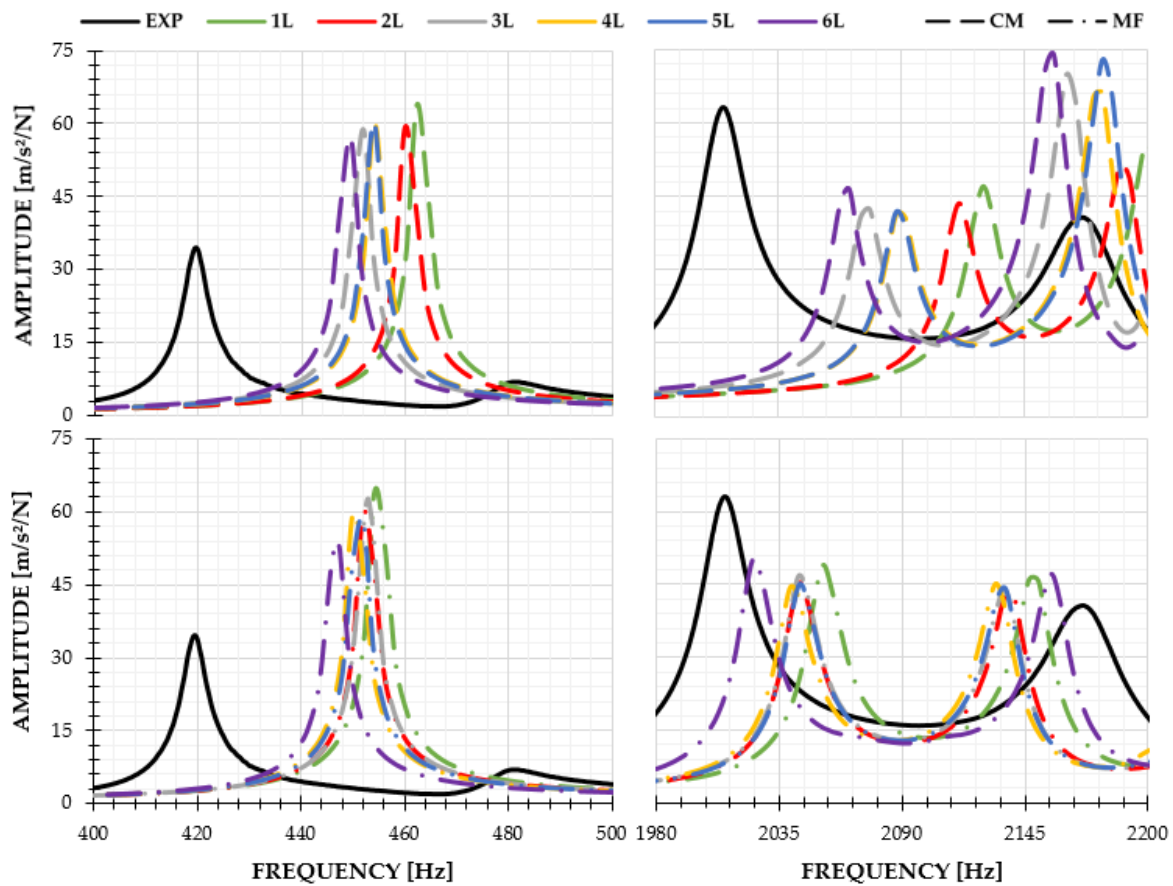 EXP 1L 2L 3L 4L 5L 6L CM MF
AMPLITUDE [m/s²/N]
75
60
45
30
15
0
AMPLITUDE [m/s²/N]
75
60
45
30
15
0
400 420 440 460 480 500 1980 2035 2090 2145 2200
FREQUENCY [Hz] FREQUENCY [Hz]